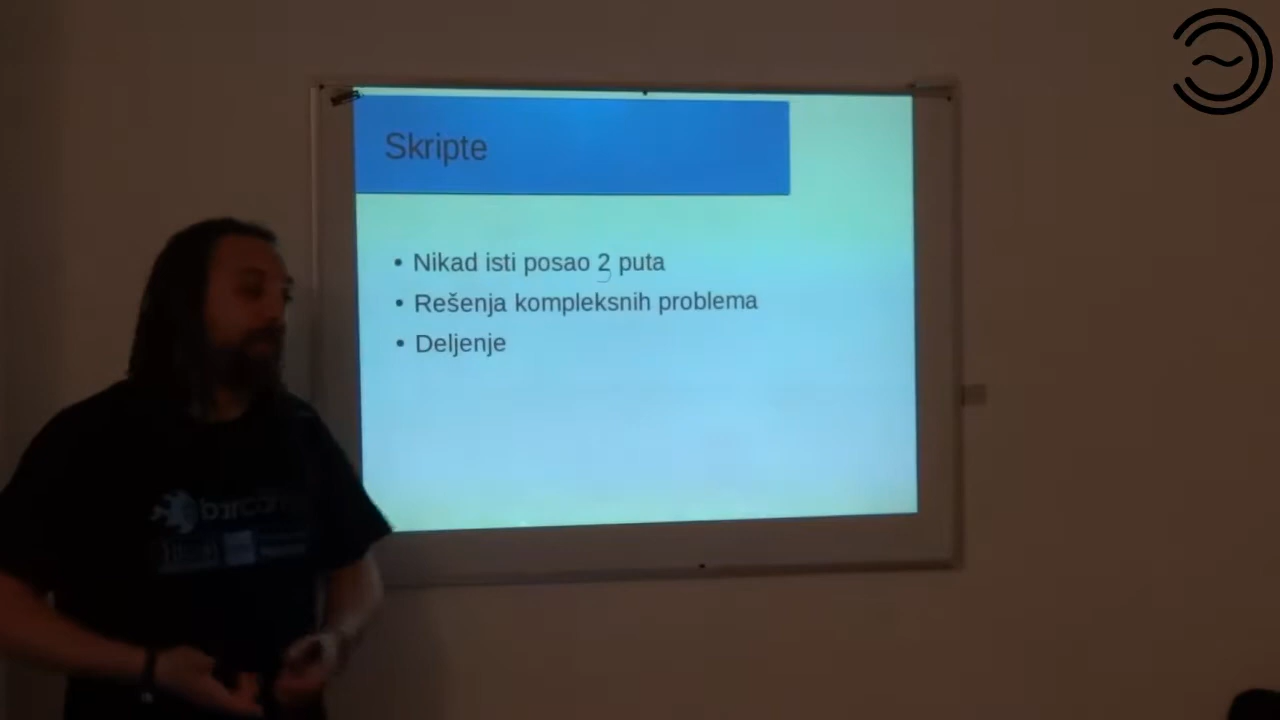 Skripte
• Nikad isti posao 2 puta
• Rešenja kompleksnih problema
• Deljenje